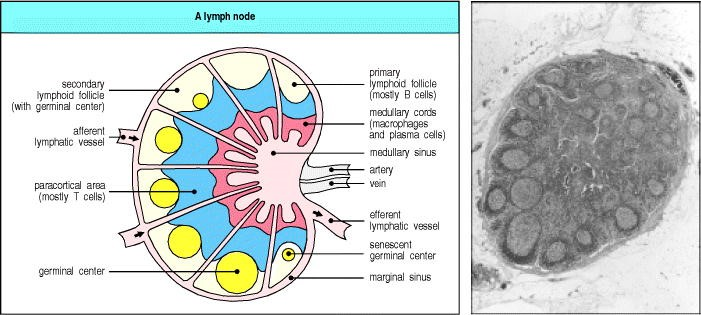 A lymph node
secondary
lymphoid follicle
(with germinal center)
afferent
lymphatic vessel
paracortical area
(mostly T cells)
germinal center
primary
lymphoid follicle
(mostly B cells)
medullary cords
(macrophages
and plasma cells)
medullary sinus
artery
vein
efferent
lymphatic vessel
senescent
germinal center
marginal sinus